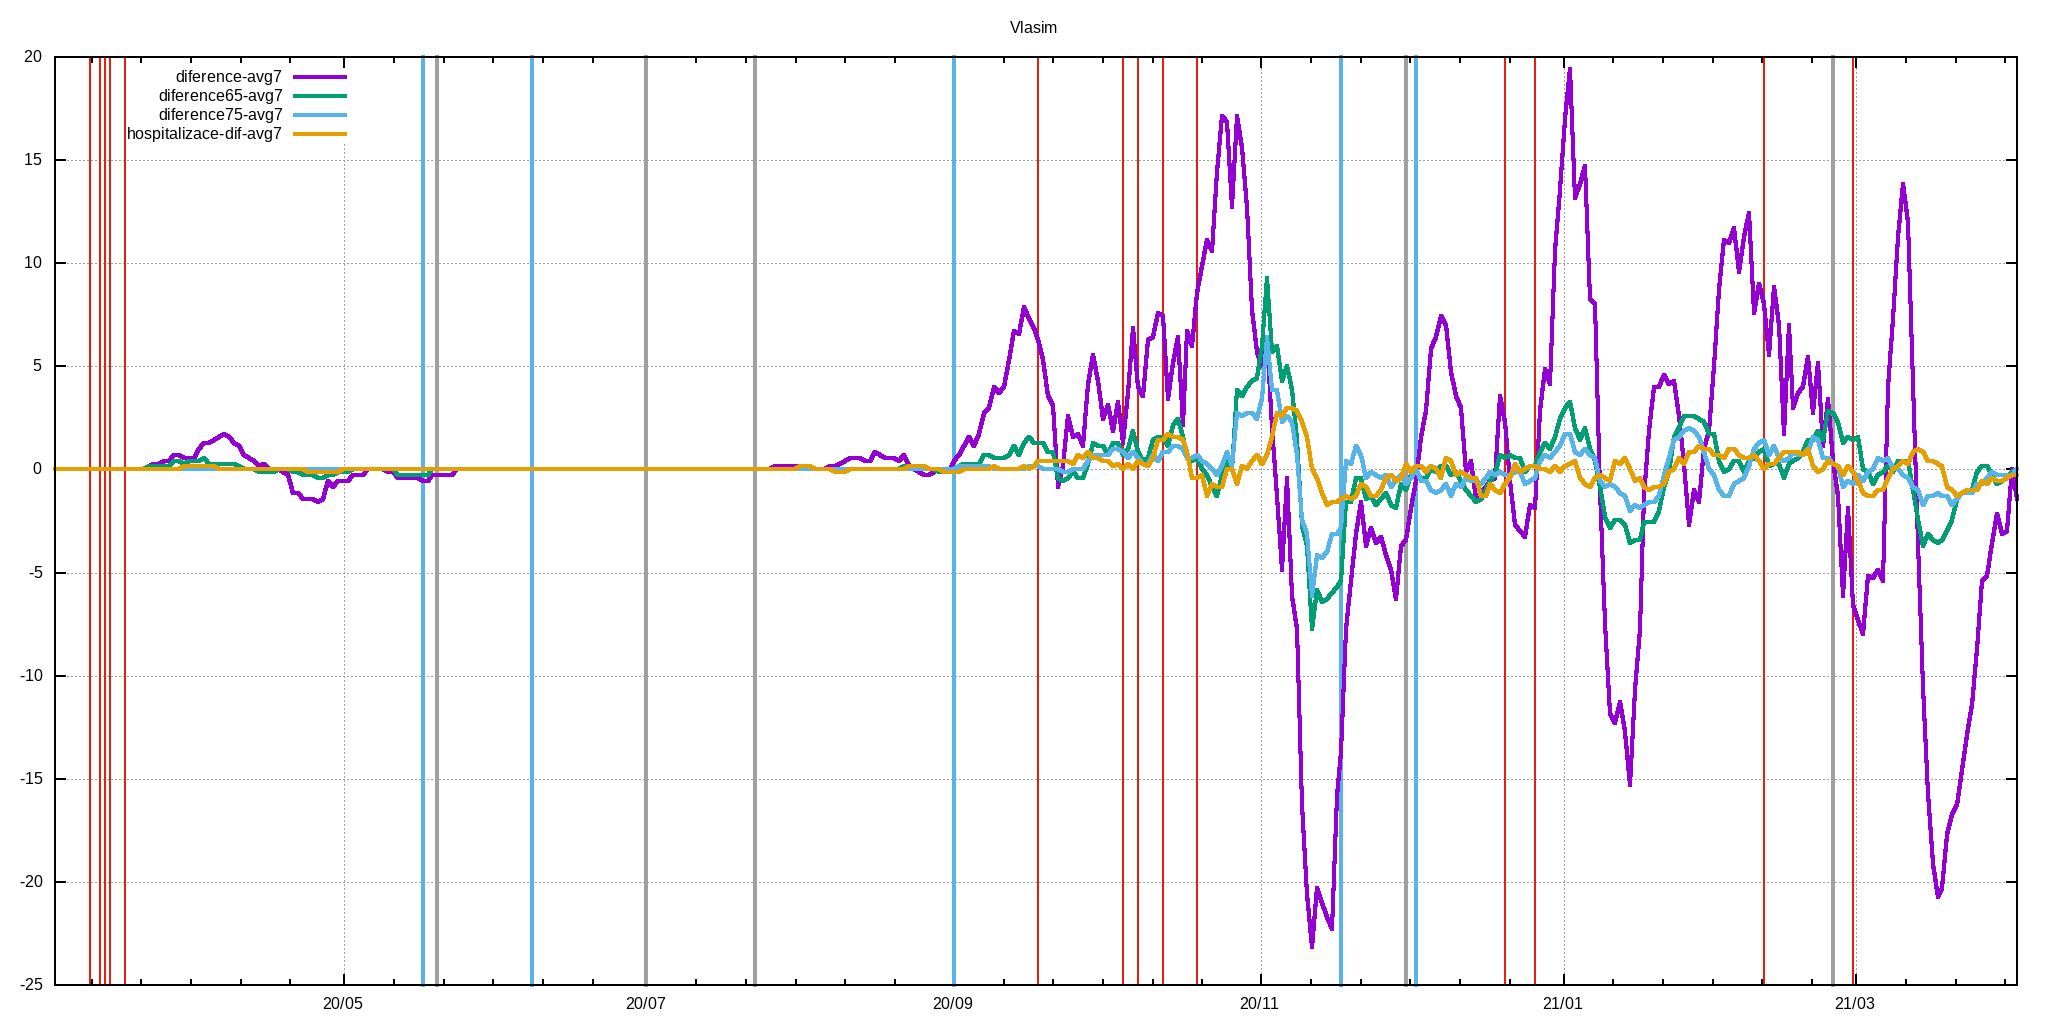 Vlasim
diference-avg7
diference65-avg7
diference75-avg7
hospitalizace-dif-avg7
20
15
10
5
0
-5
-10
-15
-20
-25
20/05 20/07 20/09 20/11 21/01 21/03